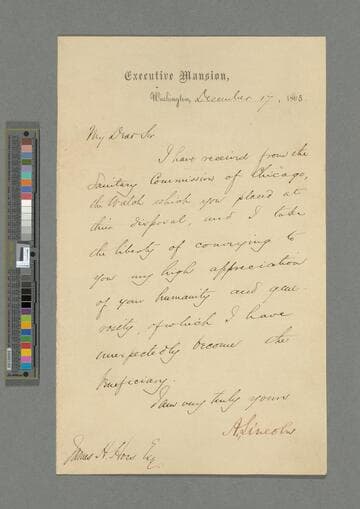 Executive Mansion,
Washington, December 17, 1863
My Dear Sir
I have received from the
Sanitary Commission of Chicago,
the Watch which you placed at
their disposal, and I take
the liberty of conveying to
you my high appreciation
of your humanity and gene-
rosity, of which I have
unexpectedly become the
beneficiary.
I am very truly yours
A. Lincoln
James H. Hoes Esq